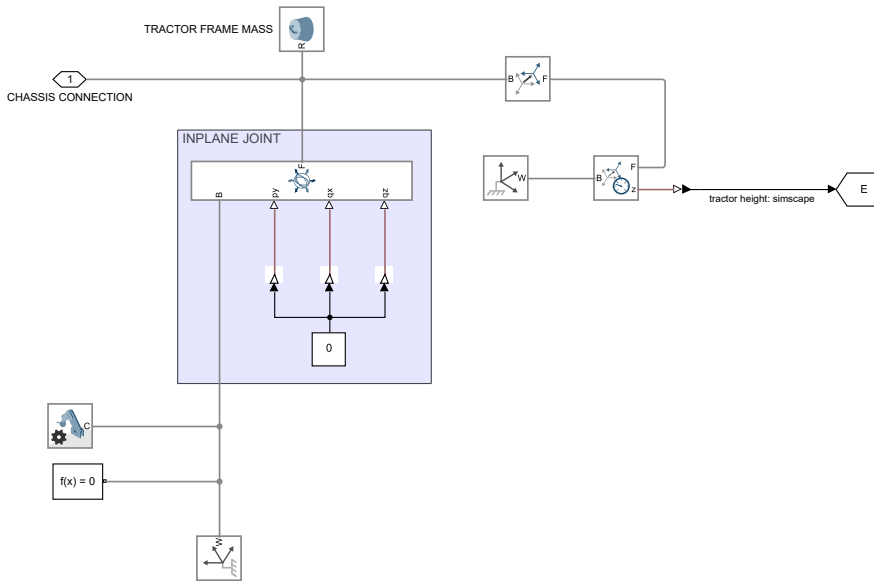 TRACTOR FRAME MASS
R
1
CHASSIS CONNECTION
B
F
INPLANE JOINT
F
B
py
qx
qz
W
B
F
z
E
tractor height: simscape
0
C
f(x) = 0
W